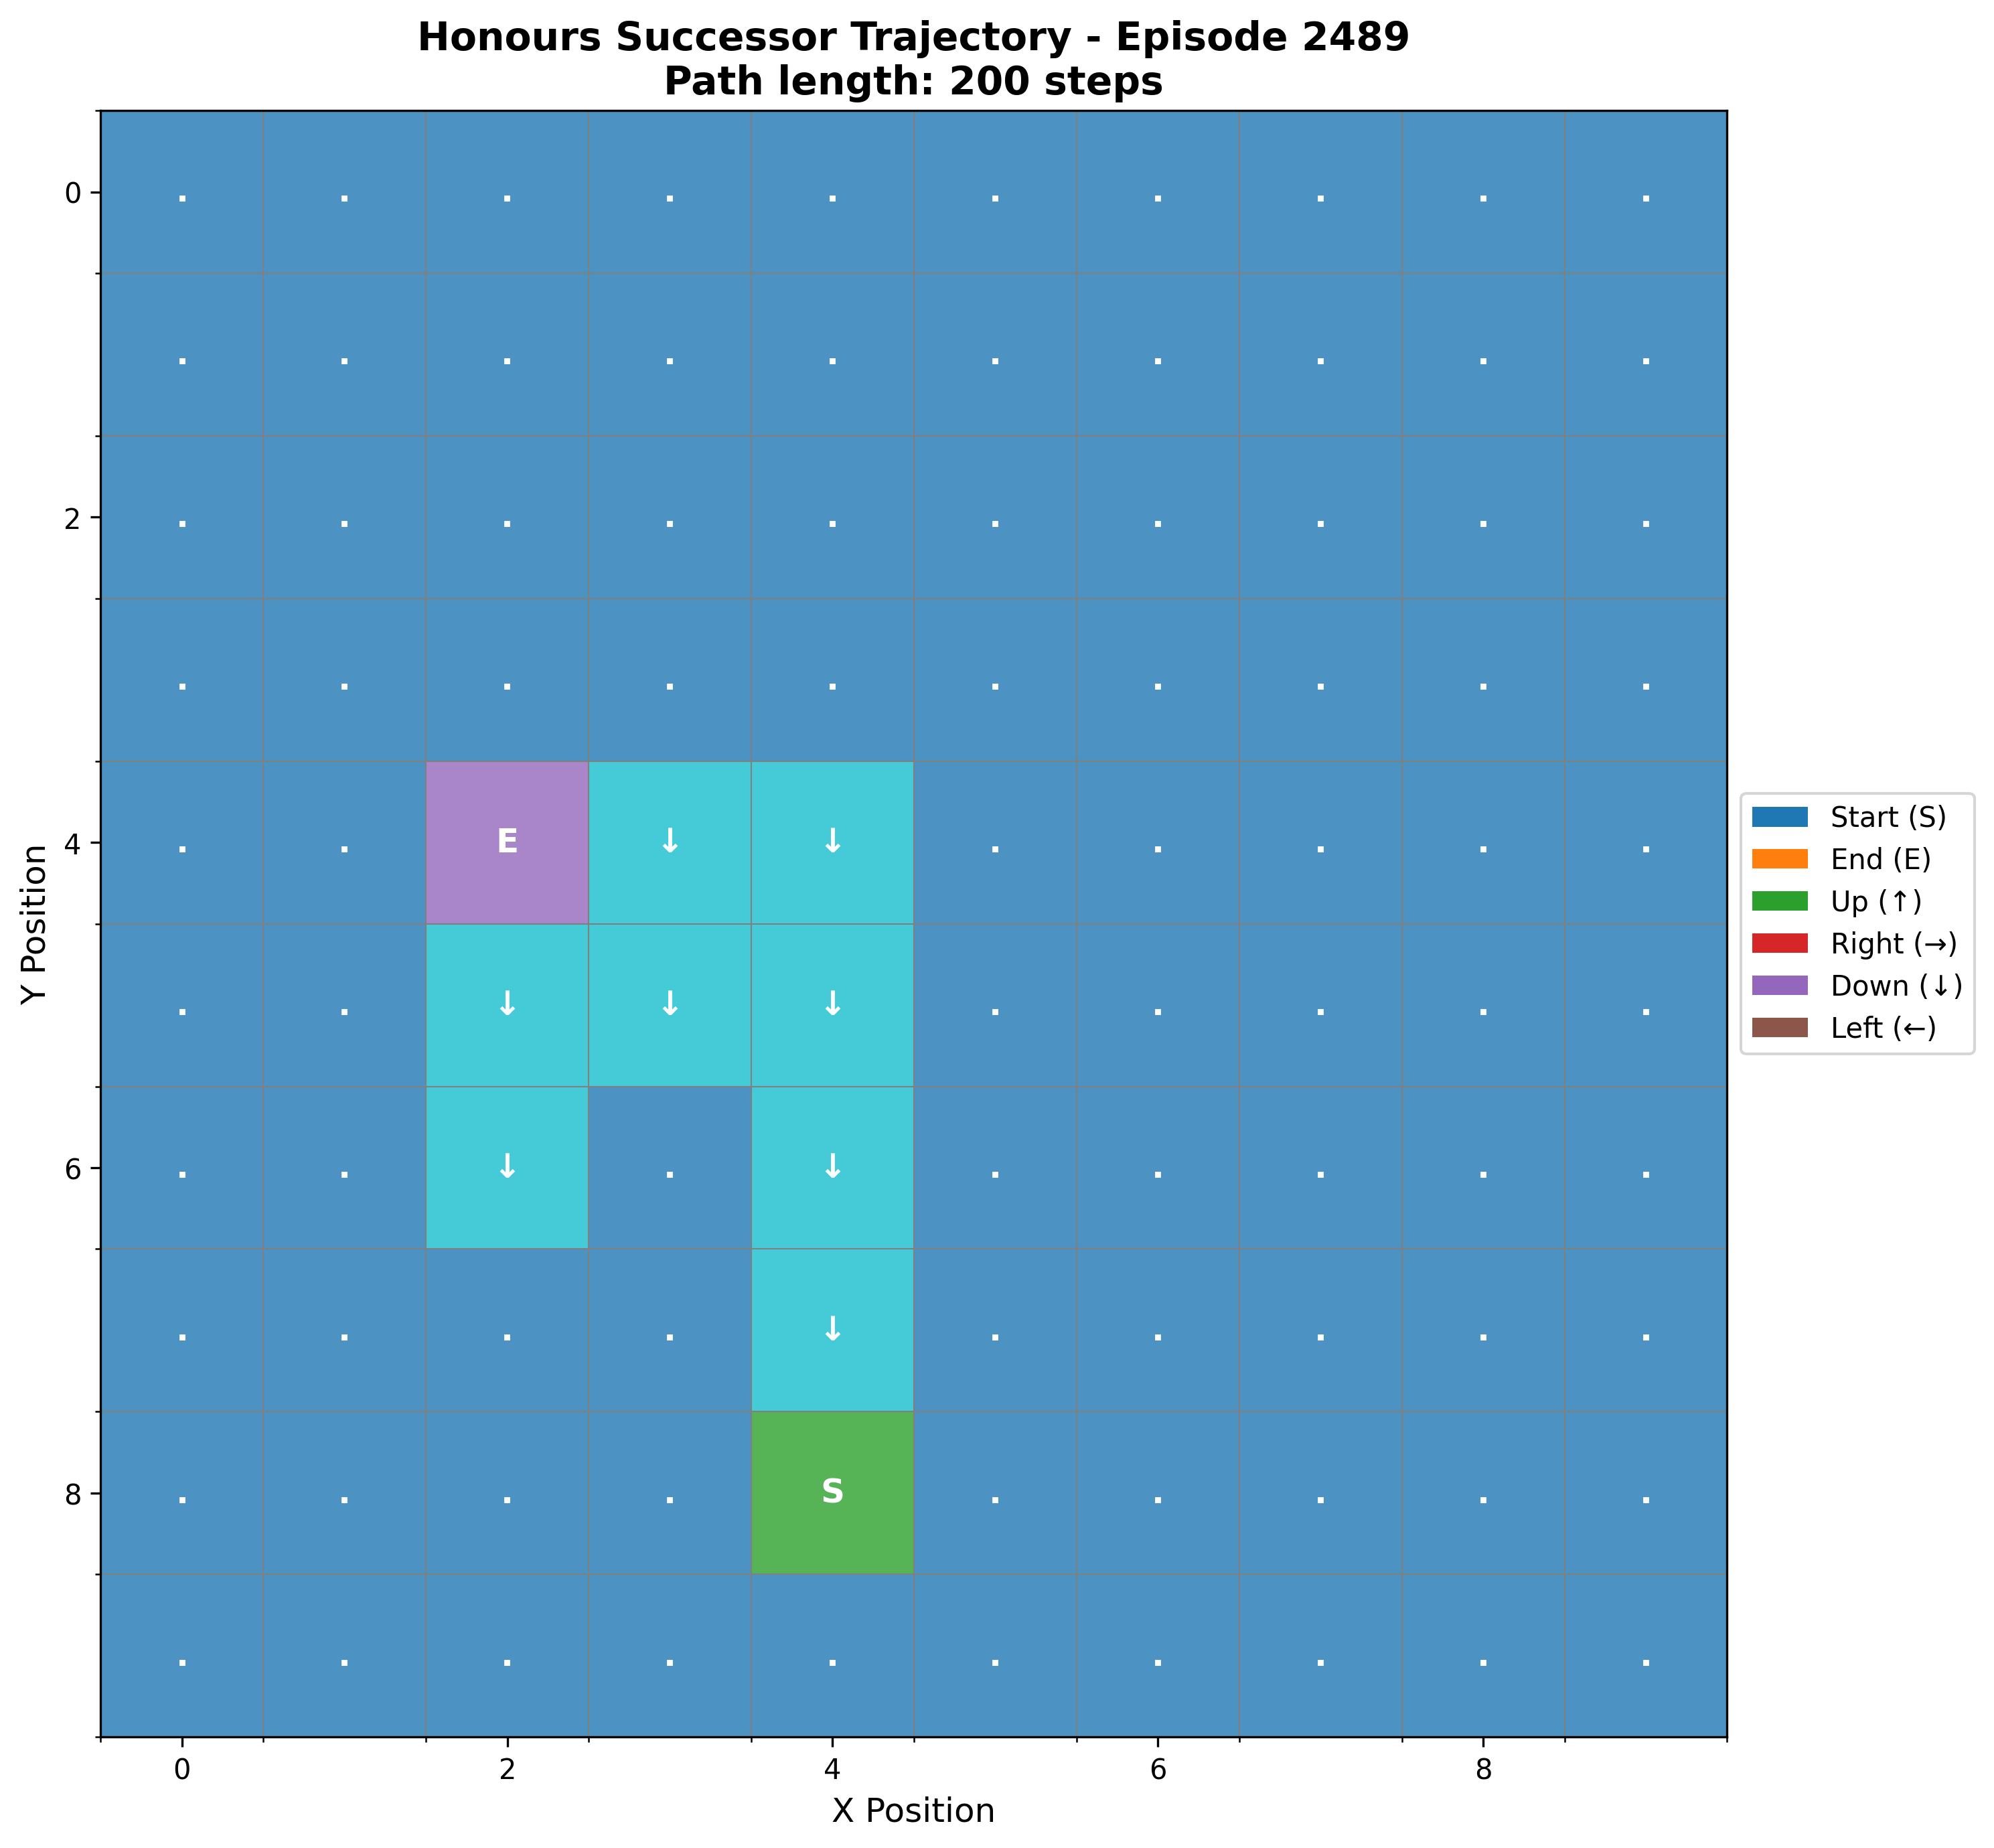 Honours Successor Trajectory - Episode 2489
Path length: 200 steps
0
· · · · · · · · · ·
· · · · · · · · · ·
2
· · · · · · · · · ·
· · · · · · · · · ·
4
· · E ↓ ↓ · · · · ·
· · ↓ ↓ ↓ · · · · ·
6
· · ↓ · ↓ · · · · ·
· · · · ↓ · · · · ·
8
· · · · S · · · · ·
· · · · · · · · · ·
0 2 4 6 8
X Position
Y Position
Start (S)
End (E)
Up (↑)
Right (→)
Down (↓)
Left (←)